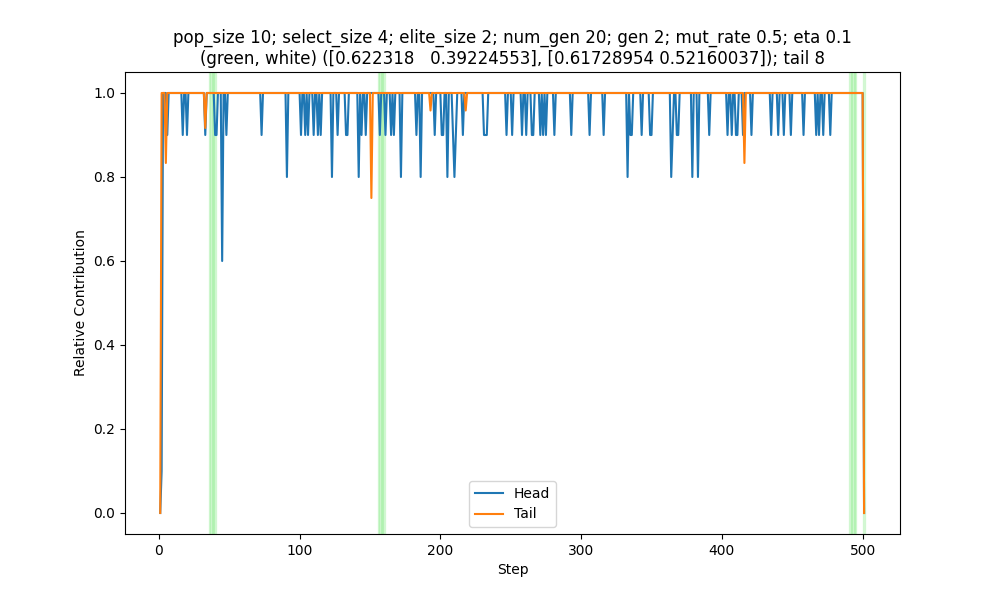 pop_size 10; select_size 4; elite_size 2; num_gen 20; gen 2; mut_rate 0.5; eta 0.1
(green, white) ([0.622318   0.39224553], [0.61728954 0.52160037]); tail 8
Relative Contribution
1.0
0.8
0.6
0.4
0.2
0.0
Head
Tail
0
100
200
300
400
500
Step